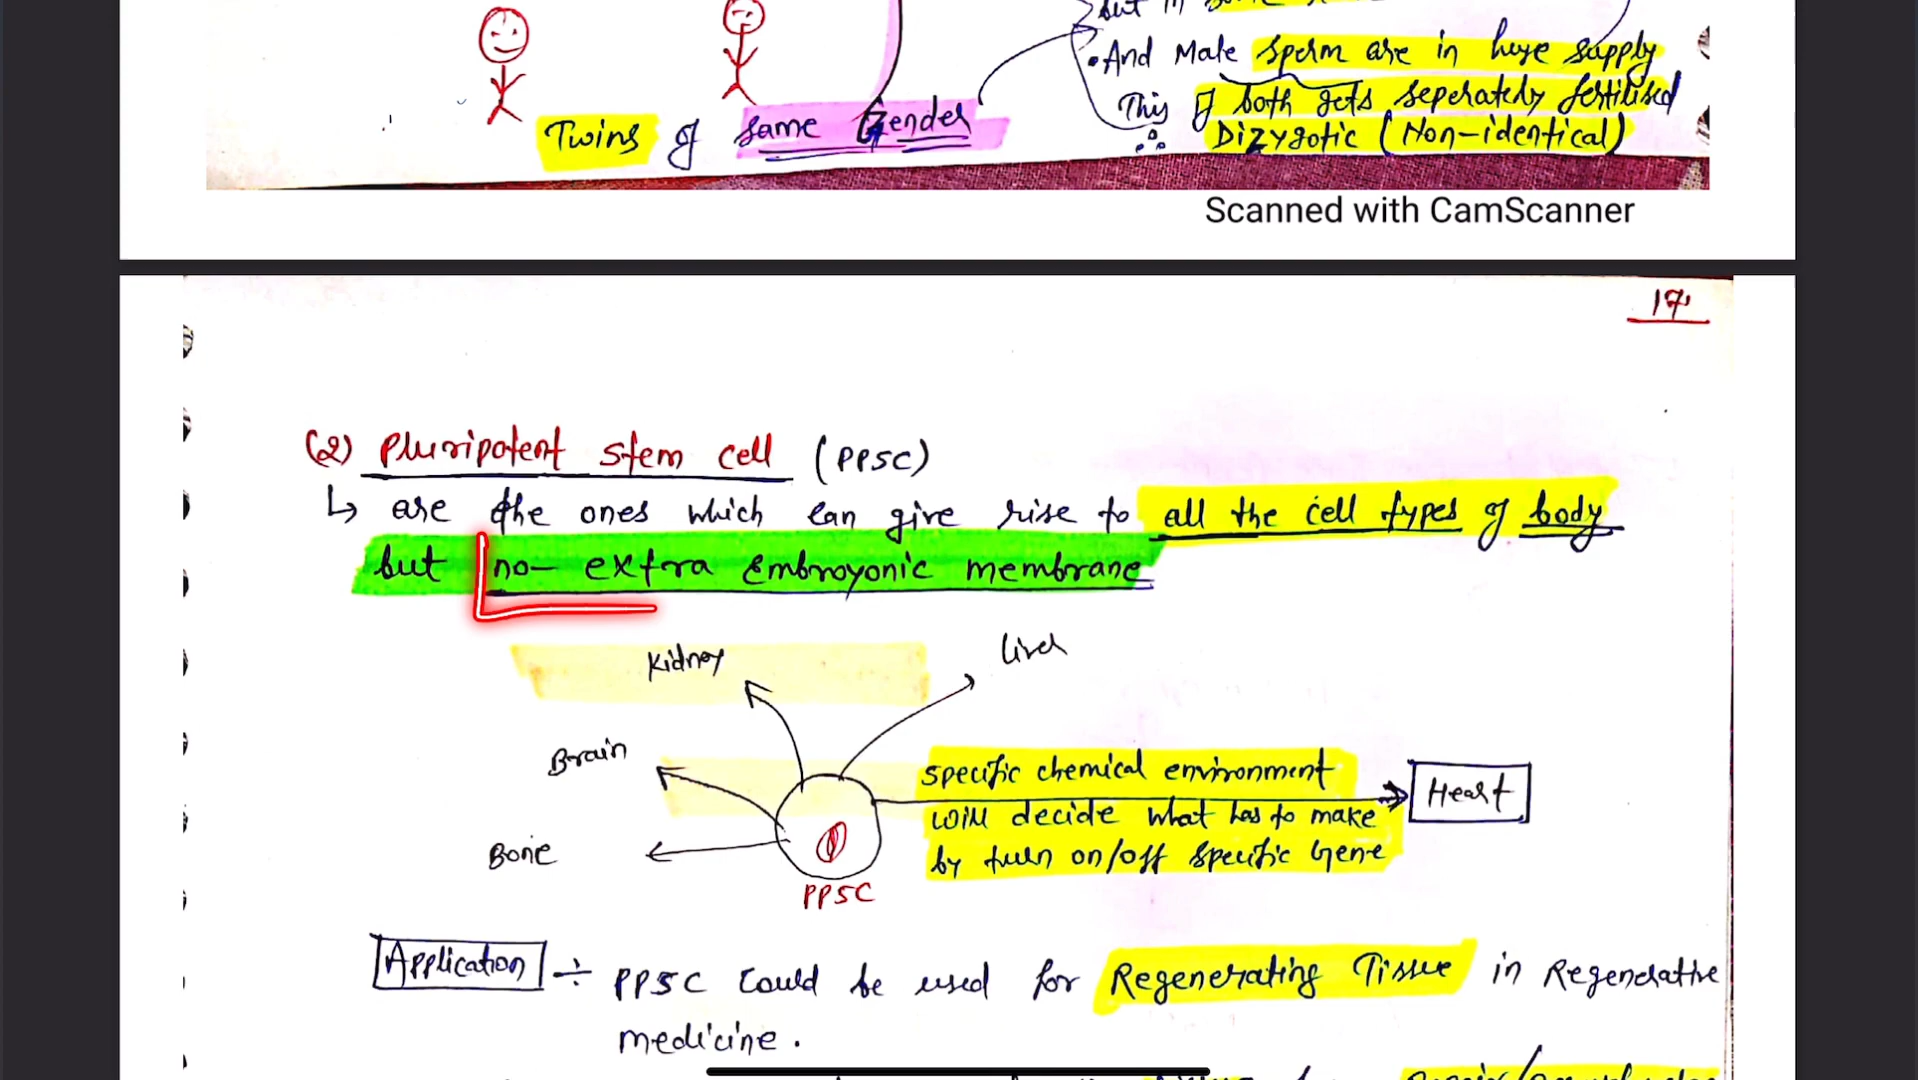 but in
• And Male sperm are in huge supply
This if both gets seperatedy fertilised
Twins of same Gender
∴ Dizygotic (Non-identical)
Scanned with CamScanner
17
(2) Pluripotent stem cell (PPSC)
↳ are the ones which can give rise to all the cell types of body
but no- extra Embroyonic membrane
Kidney
Liver
Brain
specific chemical environment
Heart
will decide what has to make
by turn on/off specific Gene
Bone
PPSC
Application ÷ PPSC could be used for Regenerating Tissue in Regenerative
medicine.